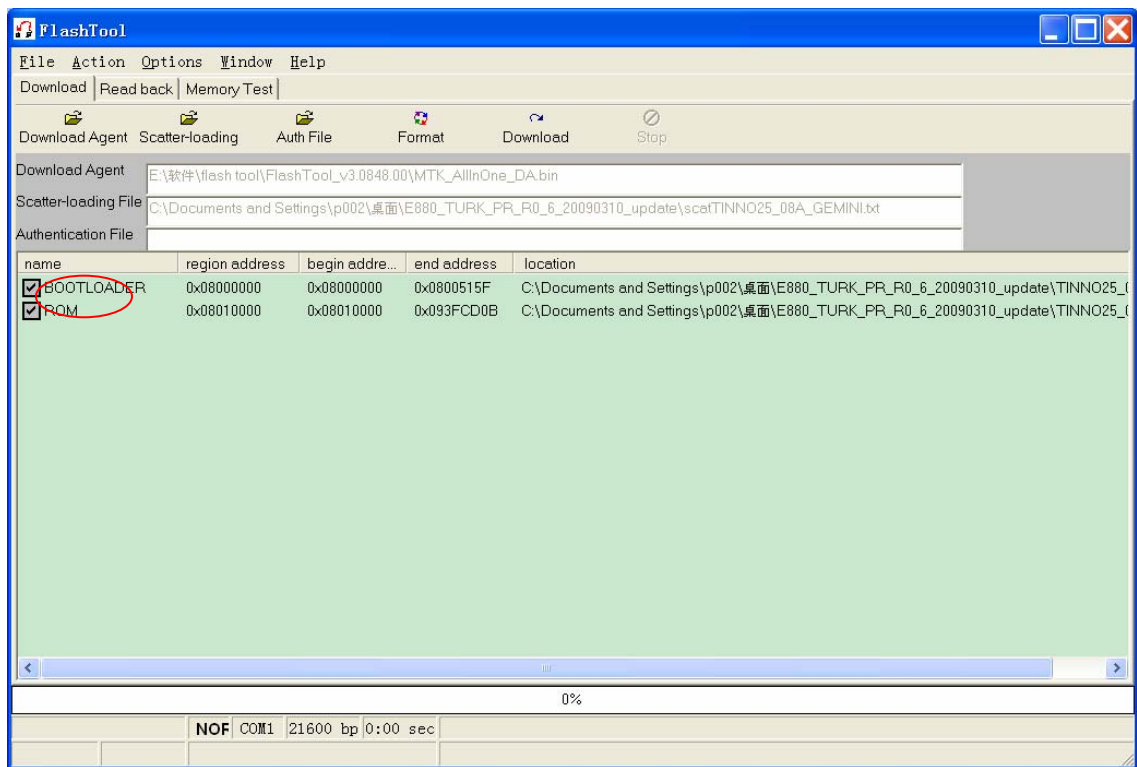 FlashTool
File Action Options Window Help
Download Read back Memory Test
Download Agent Scatter-loading Auth File Format Download Stop
Download Agent E:\软件\flash tool\FlashTool_v3.0848.00\MTK_AllInOne_DA.bin
Scatter-loading File C:\Documents and Settings\p002\桌面\E880_TURK_PR_R0_6_20090310_update\scatTINNO25_08A_GEMINI.txt
Authentication File
name region address begin addre... end address location
BOOTLOADER 0x08000000 0x08000000 0x0800515F C:\Documents and Settings\p002\桌面\E880_TURK_PR_R0_6_20090310_update\TINNO25_0
ROM 0x08010000 0x08010000 0x093FCD0B C:\Documents and Settings\p002\桌面\E880_TURK_PR_R0_6_20090310_update\TINNO25_0
0%
NOR COM1 21600 bp 0:00 sec